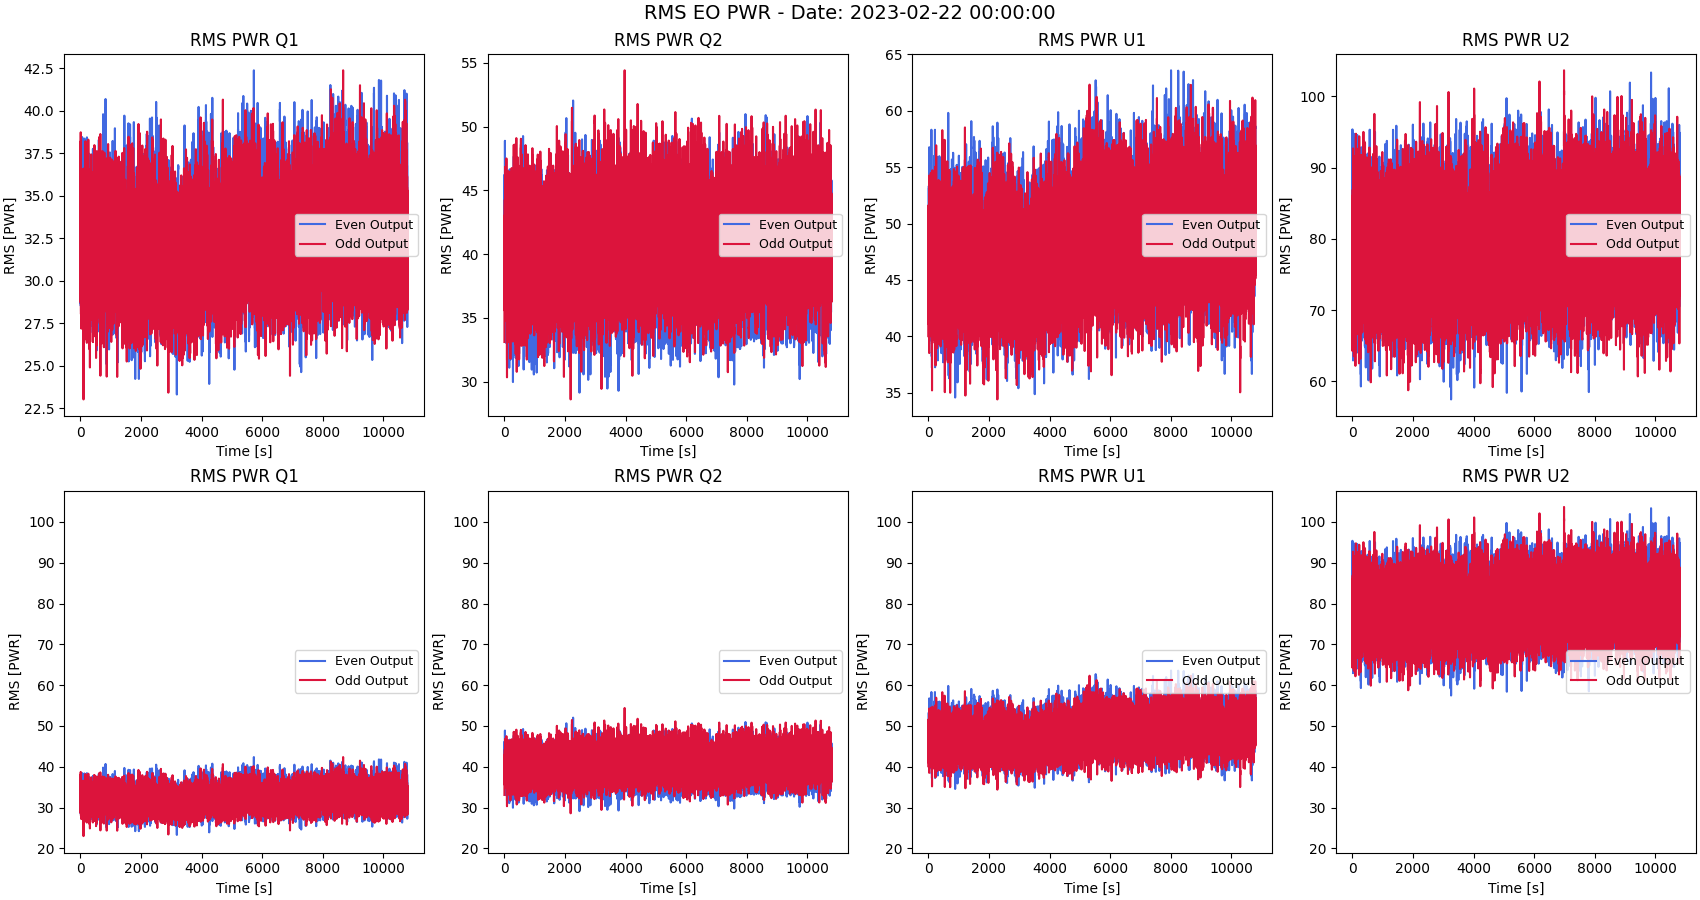 RMS EO PWR - Date: 2023-02-22 00:00:00
RMS PWR Q1
RMS [PWR]
42.5
40.0
37.5
35.0
32.5
30.0
27.5
25.0
22.5
Even Output
Odd Output
0 2000 4000 6000 8000 10000
Time [s]
RMS PWR Q2
RMS [PWR]
55
50
45
40
35
30
Even Output
Odd Output
0 2000 4000 6000 8000 10000
Time [s]
RMS PWR U1
RMS [PWR]
65
60
55
50
45
40
35
Even Output
Odd Output
0 2000 4000 6000 8000 10000
Time [s]
RMS PWR U2
RMS [PWR]
100
90
80
70
60
Even Output
Odd Output
0 2000 4000 6000 8000 10000
Time [s]
RMS PWR Q1
RMS [PWR]
100
90
80
70
60
50
40
30
20
Even Output
Odd Output
0 2000 4000 6000 8000 10000
Time [s]
RMS PWR Q2
RMS [PWR]
100
90
80
70
60
50
40
30
20
Even Output
Odd Output
0 2000 4000 6000 8000 10000
Time [s]
RMS PWR U1
RMS [PWR]
100
90
80
70
60
50
40
30
20
Even Output
Odd Output
0 2000 4000 6000 8000 10000
Time [s]
RMS PWR U2
RMS [PWR]
100
90
80
70
60
50
40
30
20
Even Output
Odd Output
0 2000 4000 6000 8000 10000
Time [s]